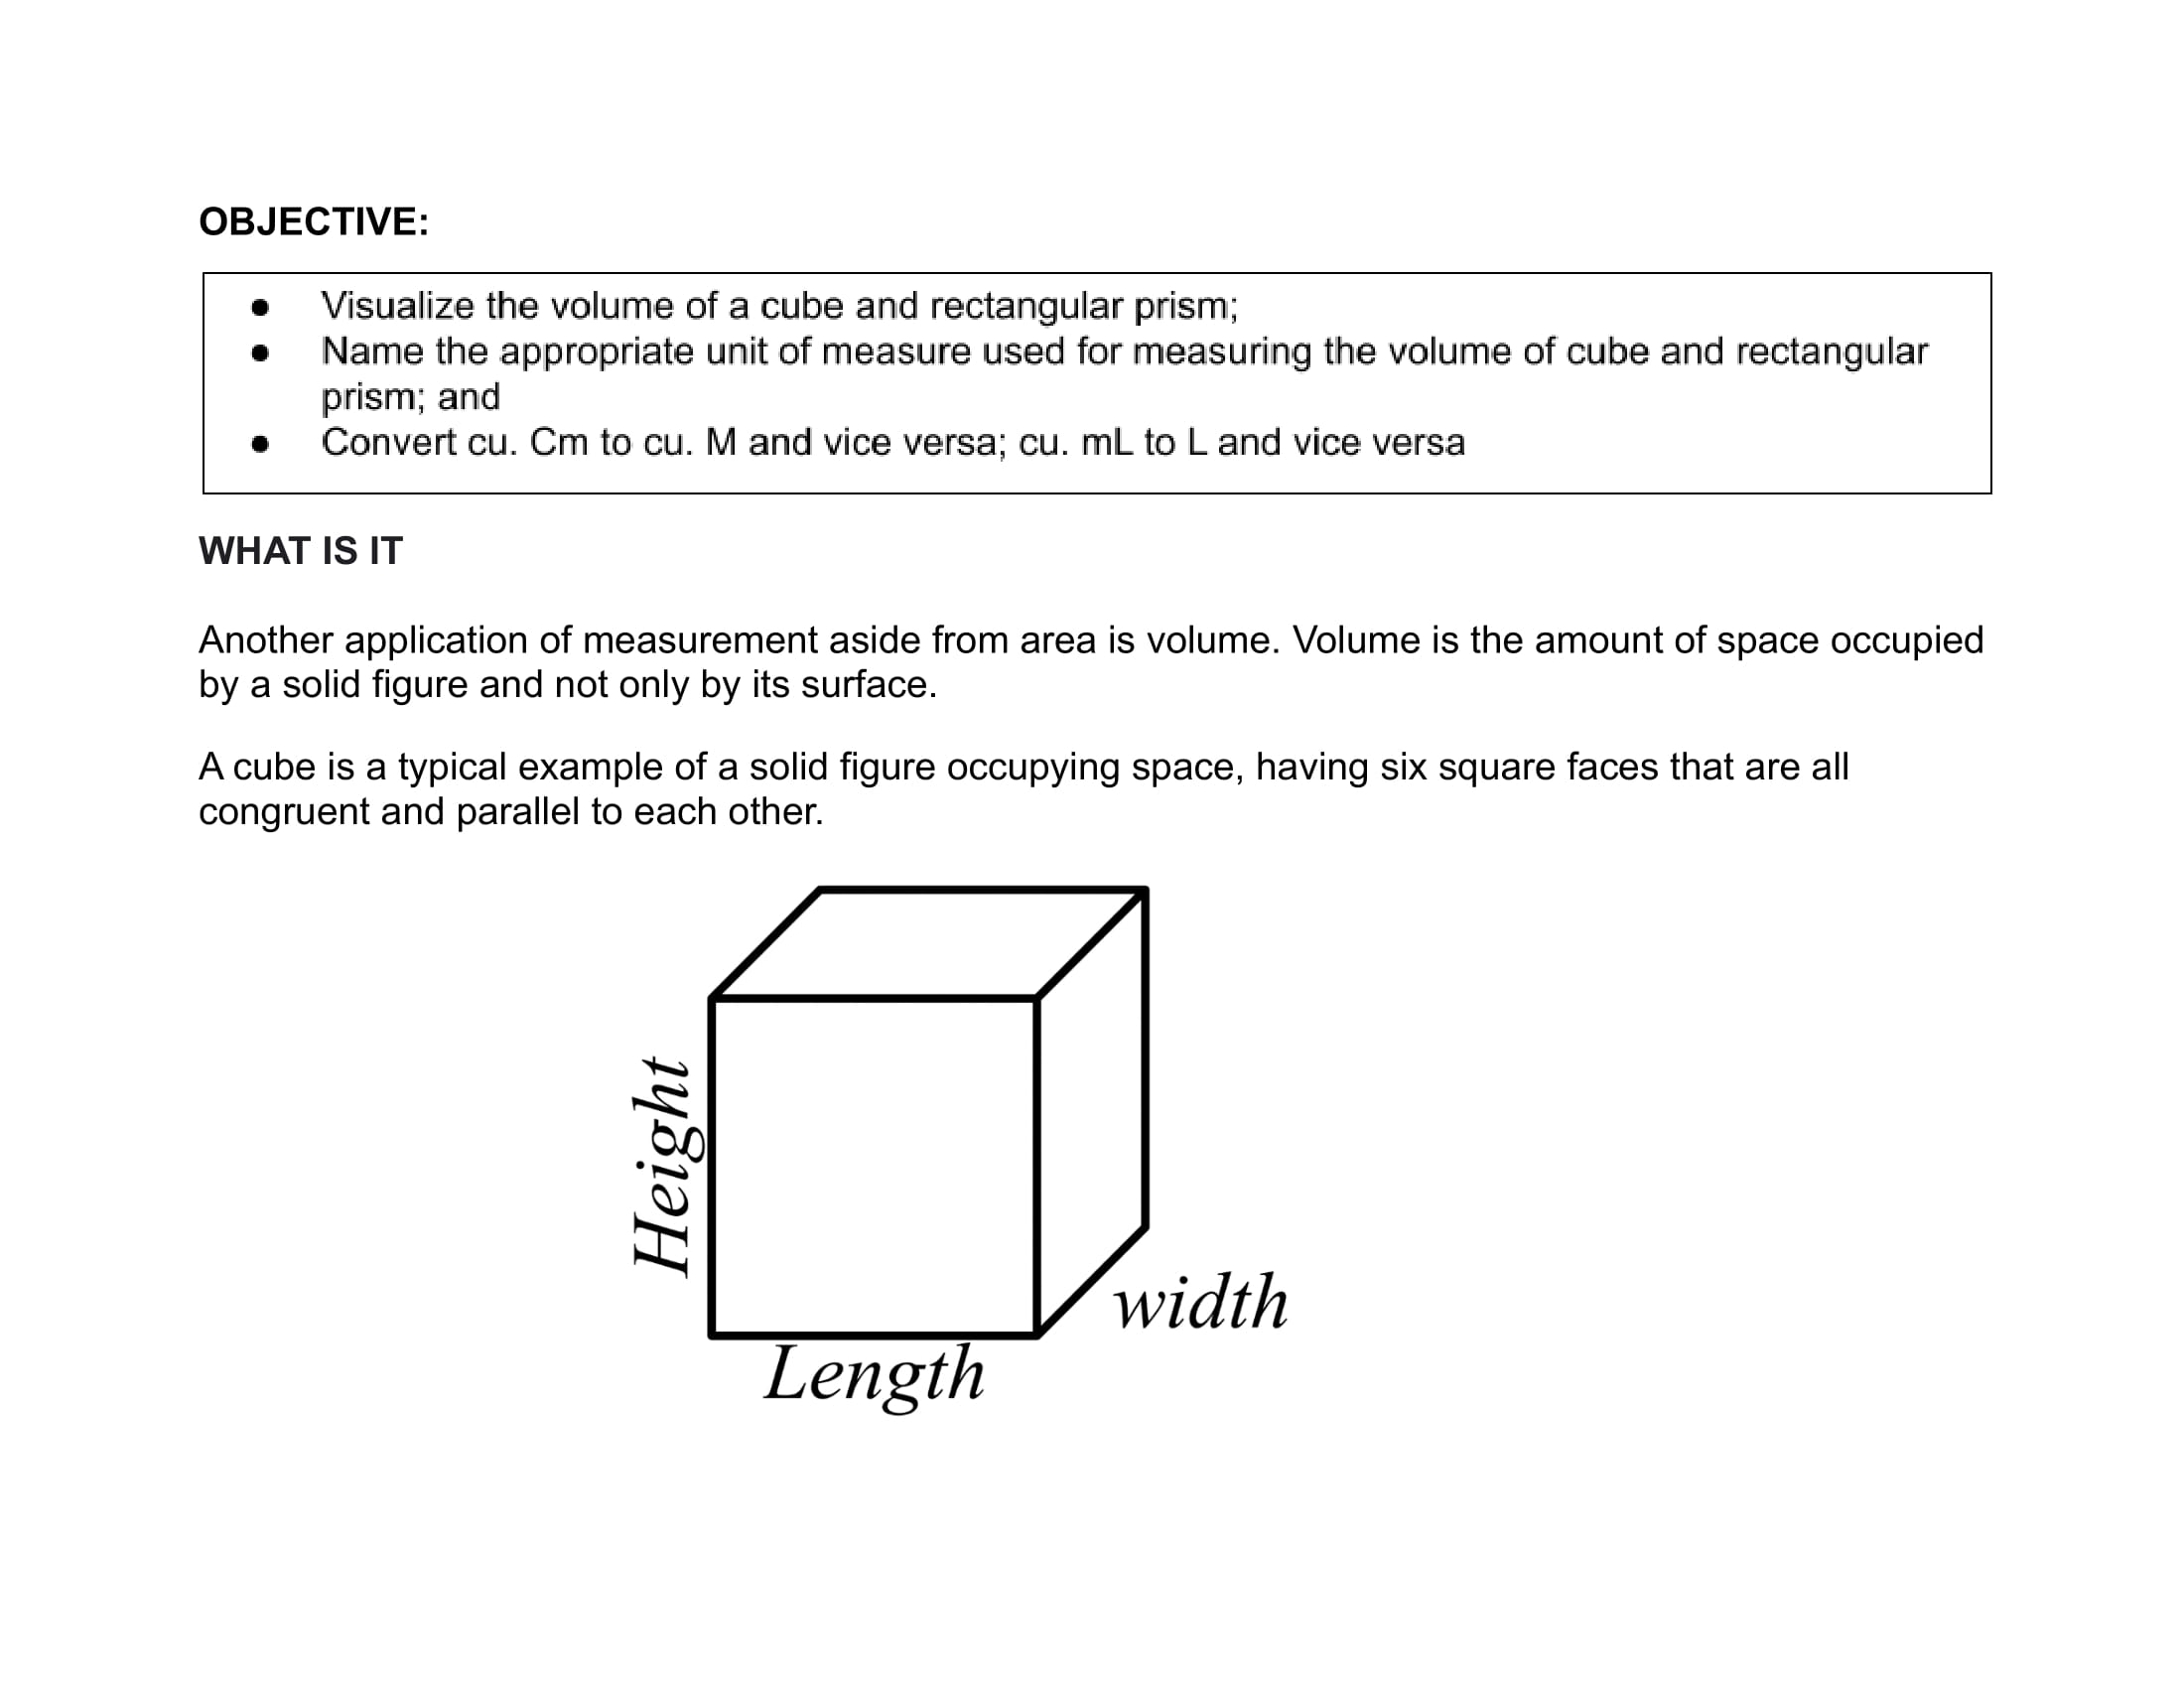 OBJECTIVE:
● Visualize the volume of a cube and rectangular prism;
● Name the appropriate unit of measure used for measuring the volume of cube and rectangular
prism; and
● Convert cu. Cm to cu. M and vice versa; cu. mL to L and vice versa
WHAT IS IT
Another application of measurement aside from area is volume. Volume is the amount of space occupied
by a solid figure and not only by its surface.
A cube is a typical example of a solid figure occupying space, having six square faces that are all
congruent and parallel to each other.
Height
width
Length